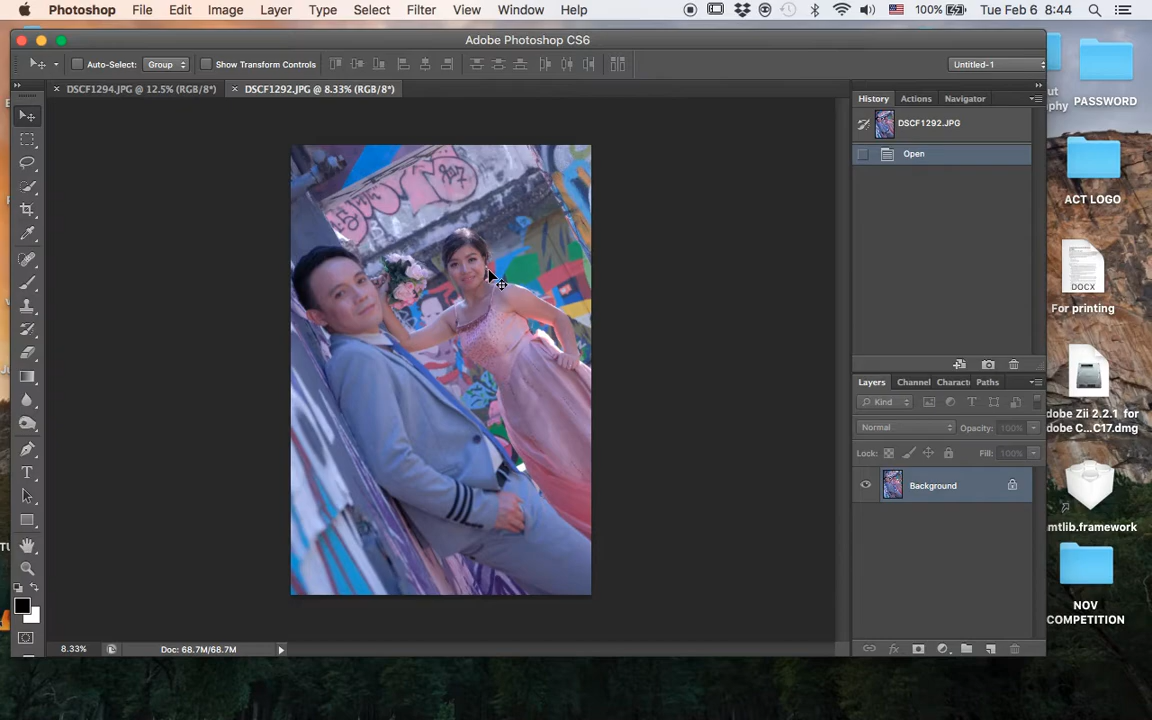 Photoshop File Edit Image Layer Type Select Filter View Window Help 100% Tue Feb 6 8:44
Adobe Photoshop CS6
Auto-Select: Group Show Transform Controls Untitled-1
DSCF1294.JPG @ 12.5% (RGB/8*) DSCF1292.JPG @ 8.33% (RGB/8*)
History Actions Navigator
DSCF1292.JPG
Open
Layers Channel Charact Paths
Kind
Normal Opacity: 100%
Lock: Fill: 100%
Background
8.33% Doc: 68.7M/68.7M
PASSWORD
ACT LOGO
DOCX
For printing
dobe Zii 2.2.1 for
dobe C...C17.dmg
mtlib.framework
NOV
COMPETITION